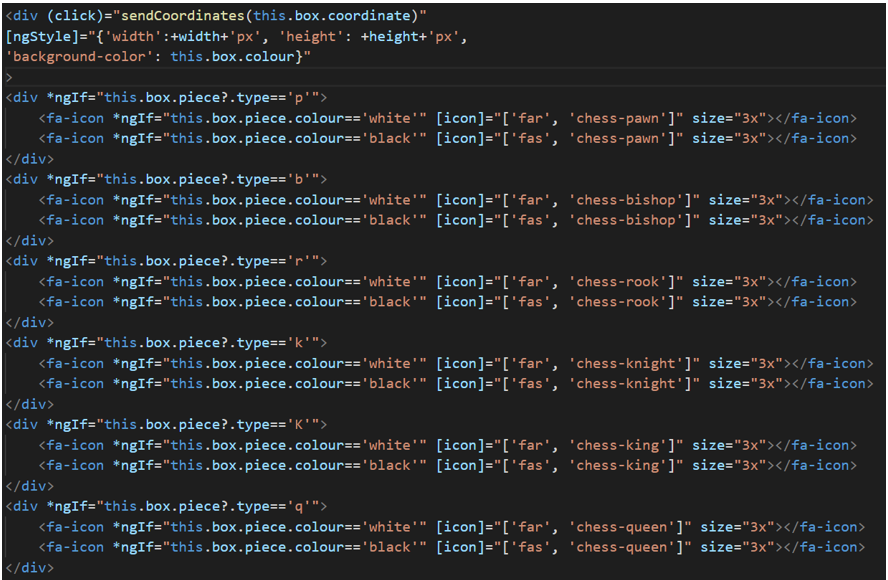 <div (click)="sendCoordinates(this.box.coordinate)"
[ngStyle]="{'width':+width+'px', 'height': +height+'px',
'background-color': this.box.colour}"
>
<div *ngIf="this.box.piece?.type=='p'">
    <fa-icon *ngIf="this.box.piece.colour=='white'" [icon]="['far', 'chess-pawn']" size="3x"></fa-icon>
    <fa-icon *ngIf="this.box.piece.colour=='black'" [icon]="['fas', 'chess-pawn']" size="3x"></fa-icon>
</div>
<div *ngIf="this.box.piece?.type=='b'">
    <fa-icon *ngIf="this.box.piece.colour=='white'" [icon]="['far', 'chess-bishop']" size="3x"></fa-icon>
    <fa-icon *ngIf="this.box.piece.colour=='black'" [icon]="['fas', 'chess-bishop']" size="3x"></fa-icon>
</div>
<div *ngIf="this.box.piece?.type=='r'">
    <fa-icon *ngIf="this.box.piece.colour=='white'" [icon]="['far', 'chess-rook']" size="3x"></fa-icon>
    <fa-icon *ngIf="this.box.piece.colour=='black'" [icon]="['fas', 'chess-rook']" size="3x"></fa-icon>
</div>
<div *ngIf="this.box.piece?.type=='k'">
    <fa-icon *ngIf="this.box.piece.colour=='white'" [icon]="['far', 'chess-knight']" size="3x"></fa-icon>
    <fa-icon *ngIf="this.box.piece.colour=='black'" [icon]="['fas', 'chess-knight']" size="3x"></fa-icon>
</div>
<div *ngIf="this.box.piece?.type=='K'">
    <fa-icon *ngIf="this.box.piece.colour=='white'" [icon]="['far', 'chess-king']" size="3x"></fa-icon>
    <fa-icon *ngIf="this.box.piece.colour=='black'" [icon]="['fas', 'chess-king']" size="3x"></fa-icon>
</div>
<div *ngIf="this.box.piece?.type=='q'">
    <fa-icon *ngIf="this.box.piece.colour=='white'" [icon]="['far', 'chess-queen']" size="3x"></fa-icon>
    <fa-icon *ngIf="this.box.piece.colour=='black'" [icon]="['fas', 'chess-queen']" size="3x"></fa-icon>
</div>